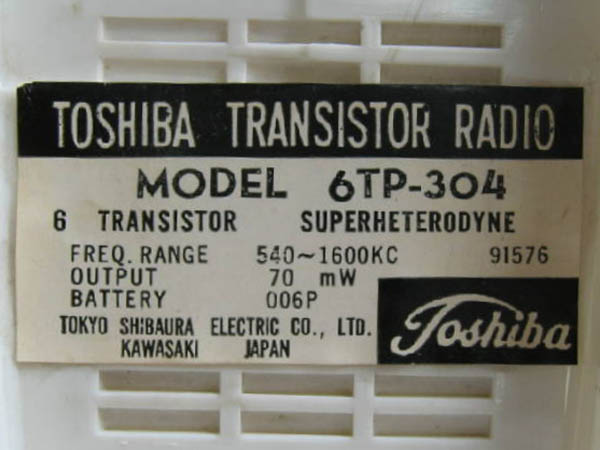 TOSHIBA TRANSISTOR RADIO
MODEL 6TP-304
6 TRANSISTOR SUPERHETERODYNE
FREQ. RANGE 540~1600KC 91576
OUTPUT 70 mW
BATTERY 006P
TOKYO SHIBAURA ELECTRIC CO., LTD.
KAWASAKI JAPAN
Toshiba